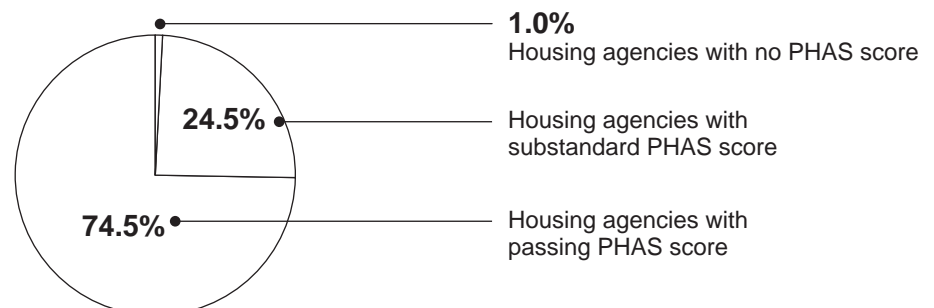 1.0%
Housing agencies with no PHAS score
24.5%
Housing agencies with
substandard PHAS score
74.5%
Housing agencies with
passing PHAS score